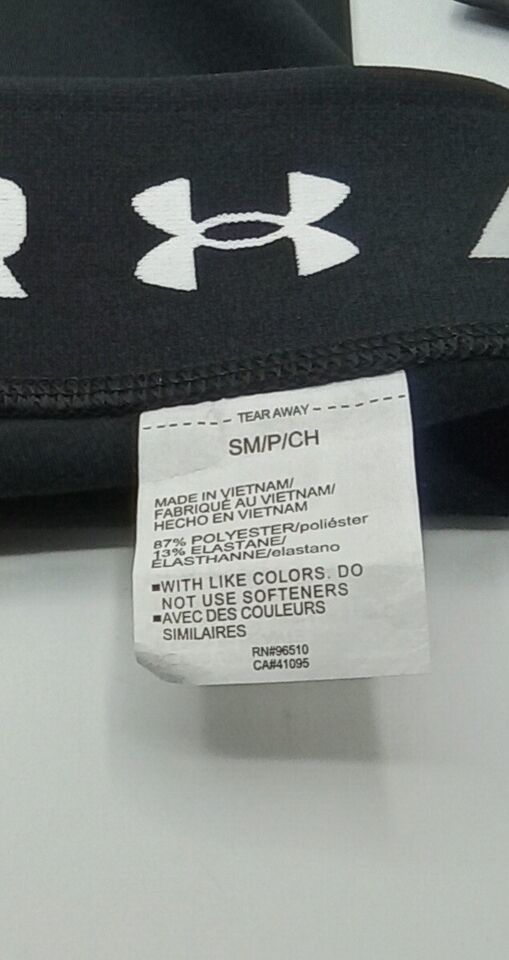 R A
TEAR AWAY
SM/P/CH
MADE IN VIETNAM/
FABRIQUÉ AU VIETNAM/
HECHO EN VIETNAM
87% POLYESTER/poliéster
13% ELASTANE/
ÉLASTHANNE/elastano
WITH LIKE COLORS. DO
NOT USE SOFTENERS
AVEC DES COULEURS
SIMILAIRES
RN#96510
CA#41095